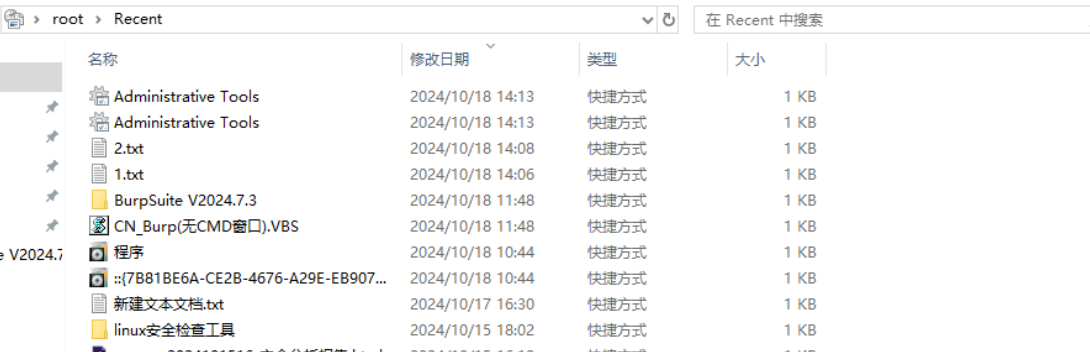 root > Recent
在 Recent 中搜索
名称 修改日期 类型 大小
Administrative Tools 2024/10/18 14:13 快捷方式 1 KB
Administrative Tools 2024/10/18 14:13 快捷方式 1 KB
2.txt 2024/10/18 14:08 快捷方式 1 KB
1.txt 2024/10/18 14:06 快捷方式 1 KB
BurpSuite V2024.7.3 2024/10/18 11:48 快捷方式 1 KB
CN_Burp(无CMD窗口).VBS 2024/10/18 11:48 快捷方式 1 KB
e V2024.7
程序 2024/10/18 10:44 快捷方式 1 KB
::{7B81BE6A-CE2B-4676-A29E-EB907... 2024/10/18 10:44 快捷方式 1 KB
新建文本文档.txt 2024/10/17 16:30 快捷方式 1 KB
linux安全检查工具 2024/10/15 18:02 快捷方式 1 KB